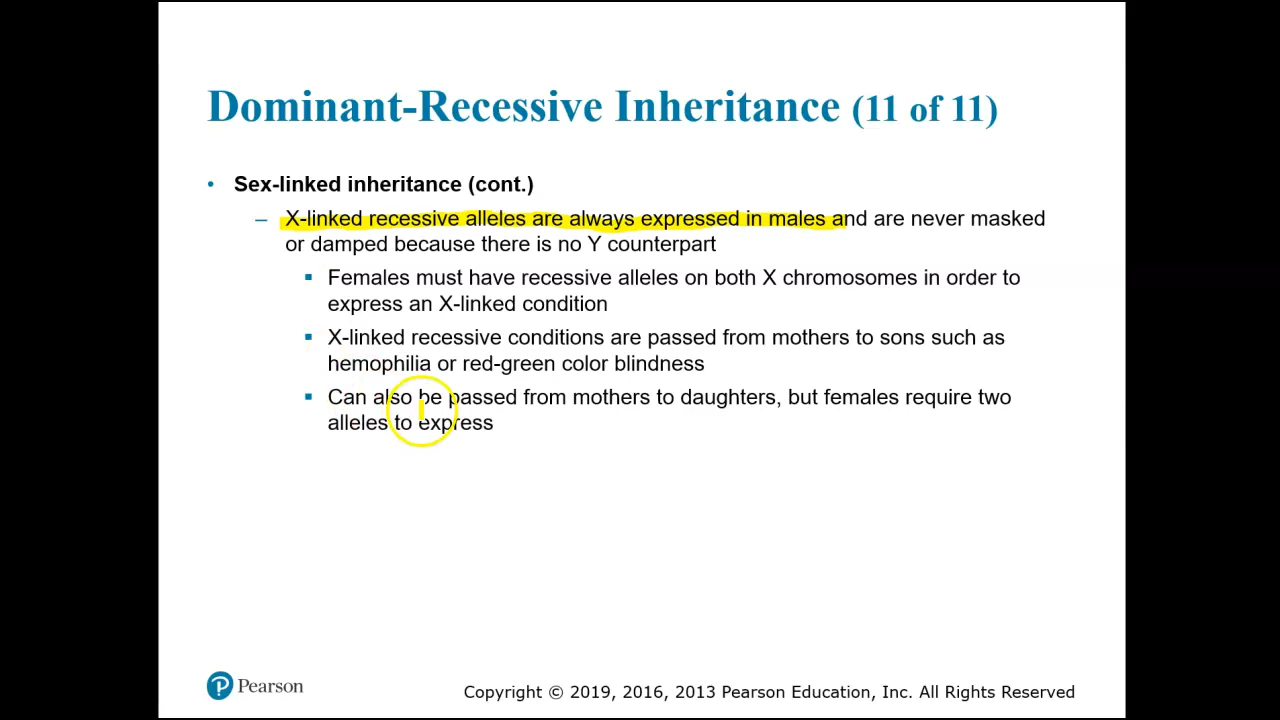 Dominant-Recessive Inheritance (11 of 11)
• Sex-linked inheritance (cont.)
– X-linked recessive alleles are always expressed in males and are never masked
or damped because there is no Y counterpart
▪ Females must have recessive alleles on both X chromosomes in order to
express an X-linked condition
▪ X-linked recessive conditions are passed from mothers to sons such as
hemophilia or red-green color blindness
▪ Can also be passed from mothers to daughters, but females require two
alleles to express
P Pearson
Copyright © 2019, 2016, 2013 Pearson Education, Inc. All Rights Reserved